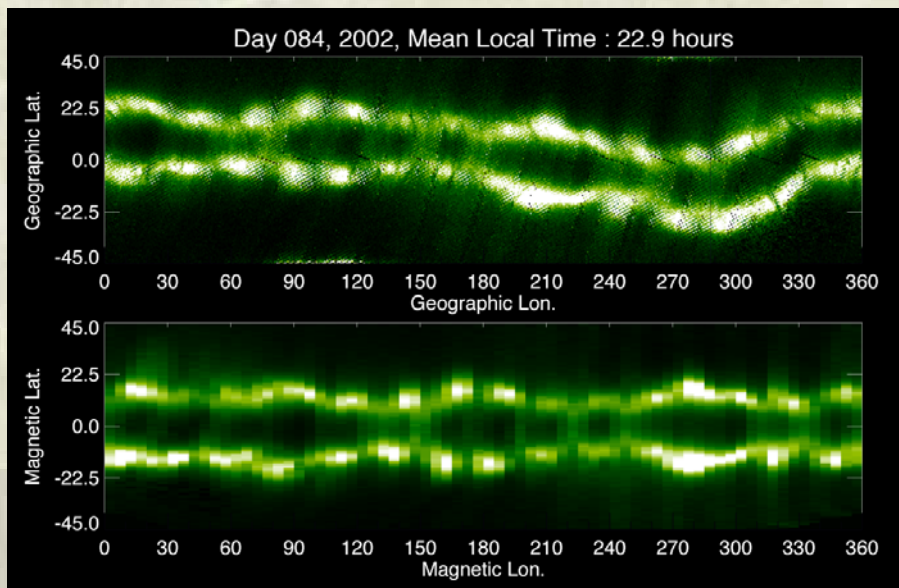 Day 084, 2002, Mean Local Time : 22.9 hours
45.0
22.5
0.0
-22.5
-45.0
Geographic Lat.
0 30 60 90 120 150 180 210 240 270 300 330 360
Geographic Lon.
45.0
22.5
0.0
-22.5
-45.0
Magnetic Lat.
0 30 60 90 120 150 180 210 240 270 300 330 360
Magnetic Lon.